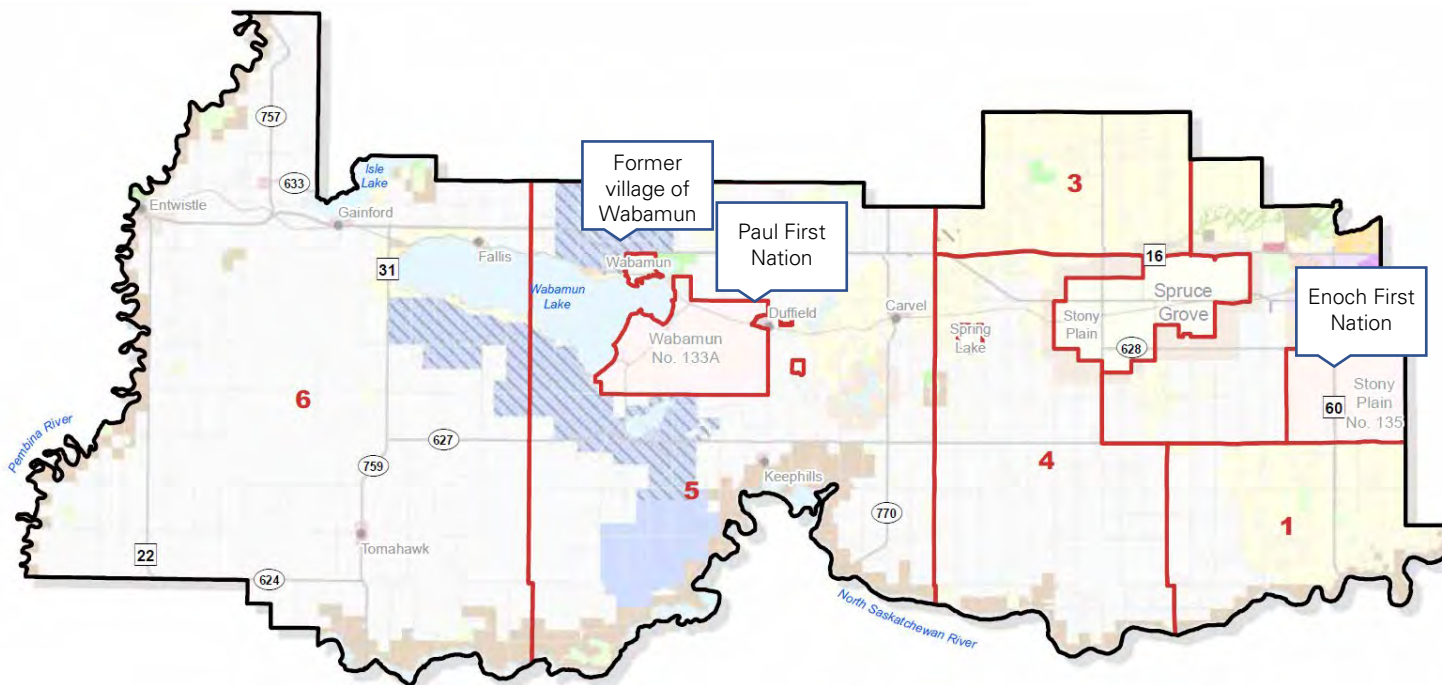 757
Former
village of
Wabamun
3
Isle
Lake
633
Paul First
Nation
Entwistle
Gainford
Fallis
31
Wabamun
16
Enoch First
Nation
Wabamun
Lake
Duffield
Carvel
Spruce
Grove
Stony
Plain
Spring
Lake
Wabamun
No. 133A
628
6
Stony
Plain
No. 135
60
Pembina River
627
759
4
Keephills
5
770
1
22
Tomahawk
624
North Saskatchewan River